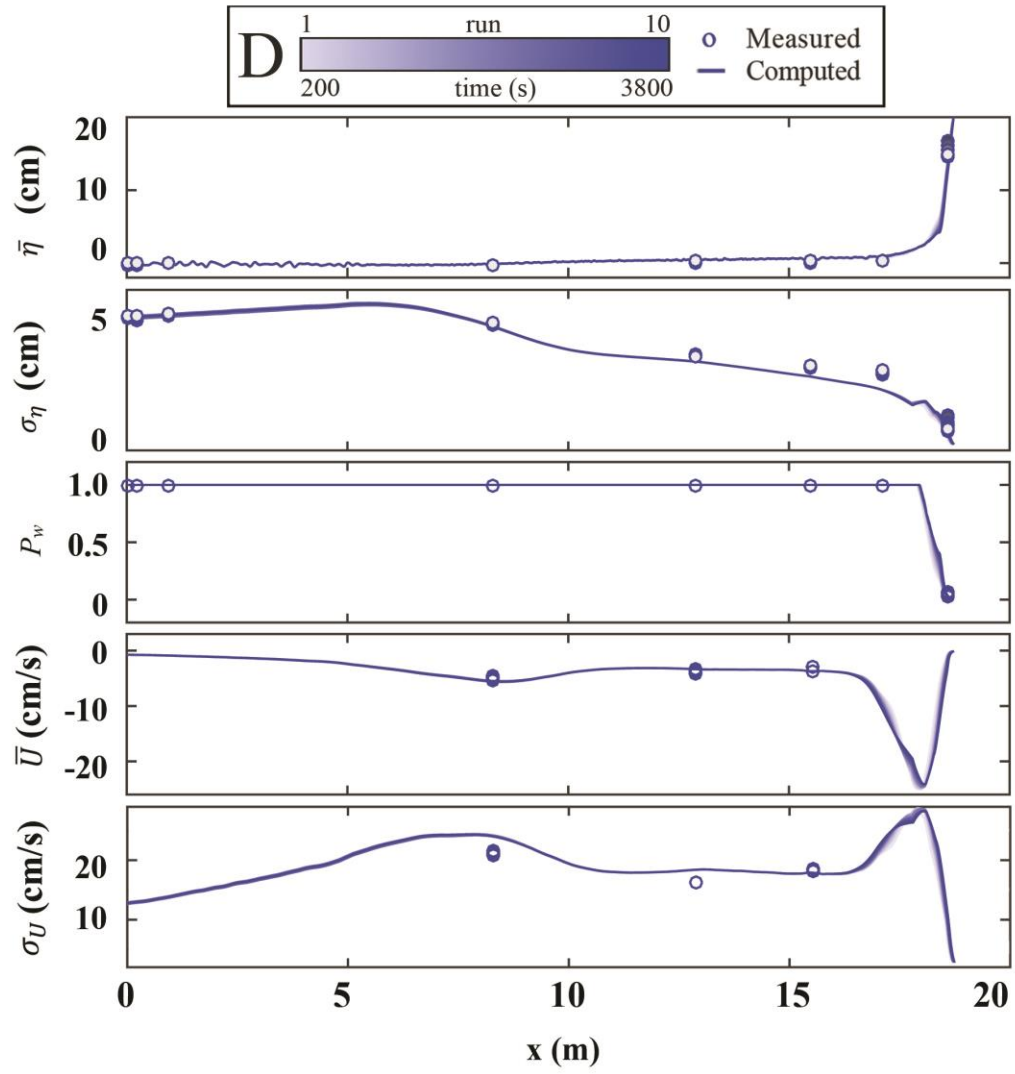 D
1 run 10
200 time (s) 3800
Measured
Computed
20
10
0
η̄ (cm)
5
0
σ_η (cm)
1.0
0.5
0
P_w
0
-10
-20
U̅ (cm/s)
20
10
σ_U (cm/s)
0 5 10 15 20
x (m)